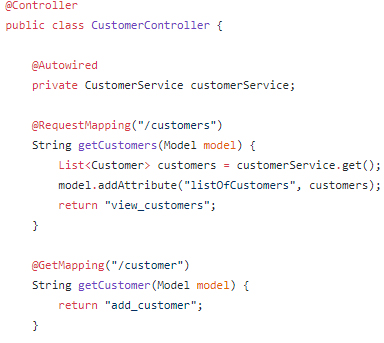 @Controller
public class CustomerController {
@Autowired
private CustomerService customerService;
@RequestMapping("/customers")
String getCustomers(Model model) {
List<Customer> customers = customerService.get();
model.addAttribute("listOfCustomers", customers);
return "view_customers";
}
@GetMapping("/customer")
String getCustomer(Model model) {
return "add_customer";
}